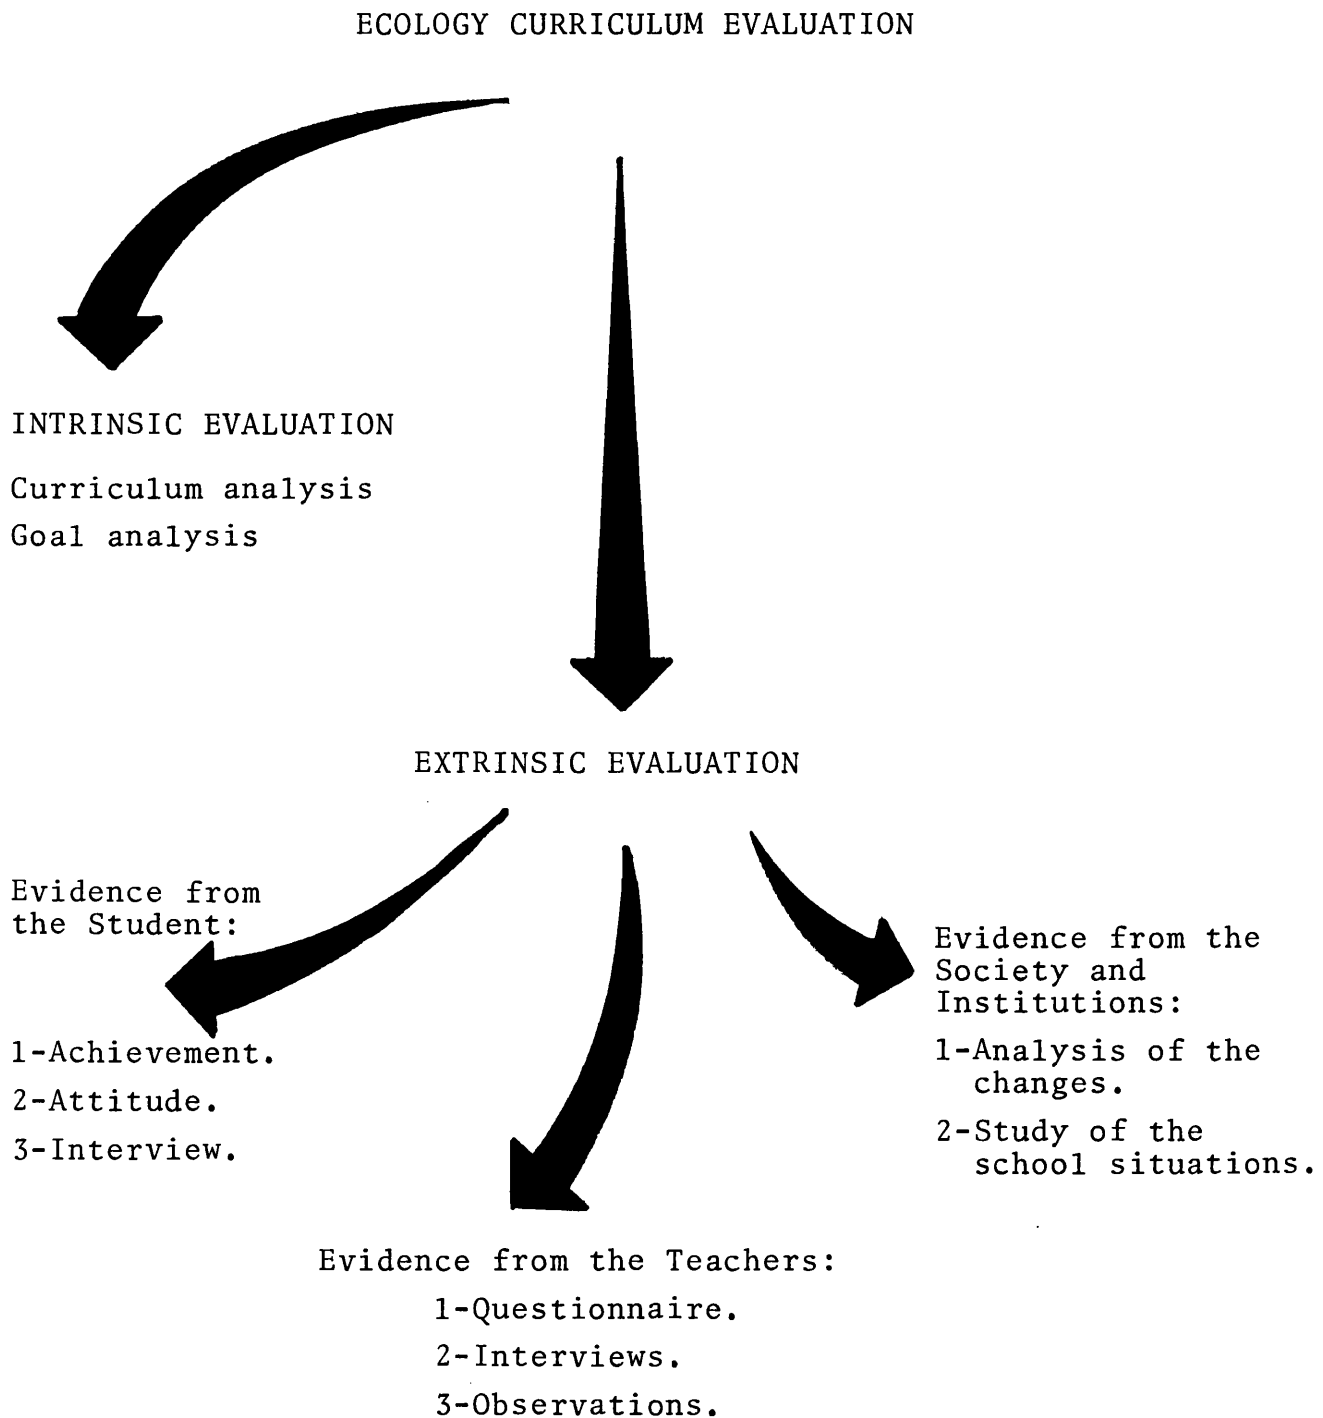 ECOLOGY CURRICULUM EVALUATION
INTRINSIC EVALUATION
Curriculum analysis
Goal analysis
EXTRINSIC EVALUATION
Evidence from
the Student:
1-Achievement.
2-Attitude.
3-Interview.
Evidence from the Teachers:
1-Questionnaire.
2-Interviews.
3-Observations.
Evidence from the
Society and
Institutions:
1-Analysis of the
changes.
2-Study of the
school situations.